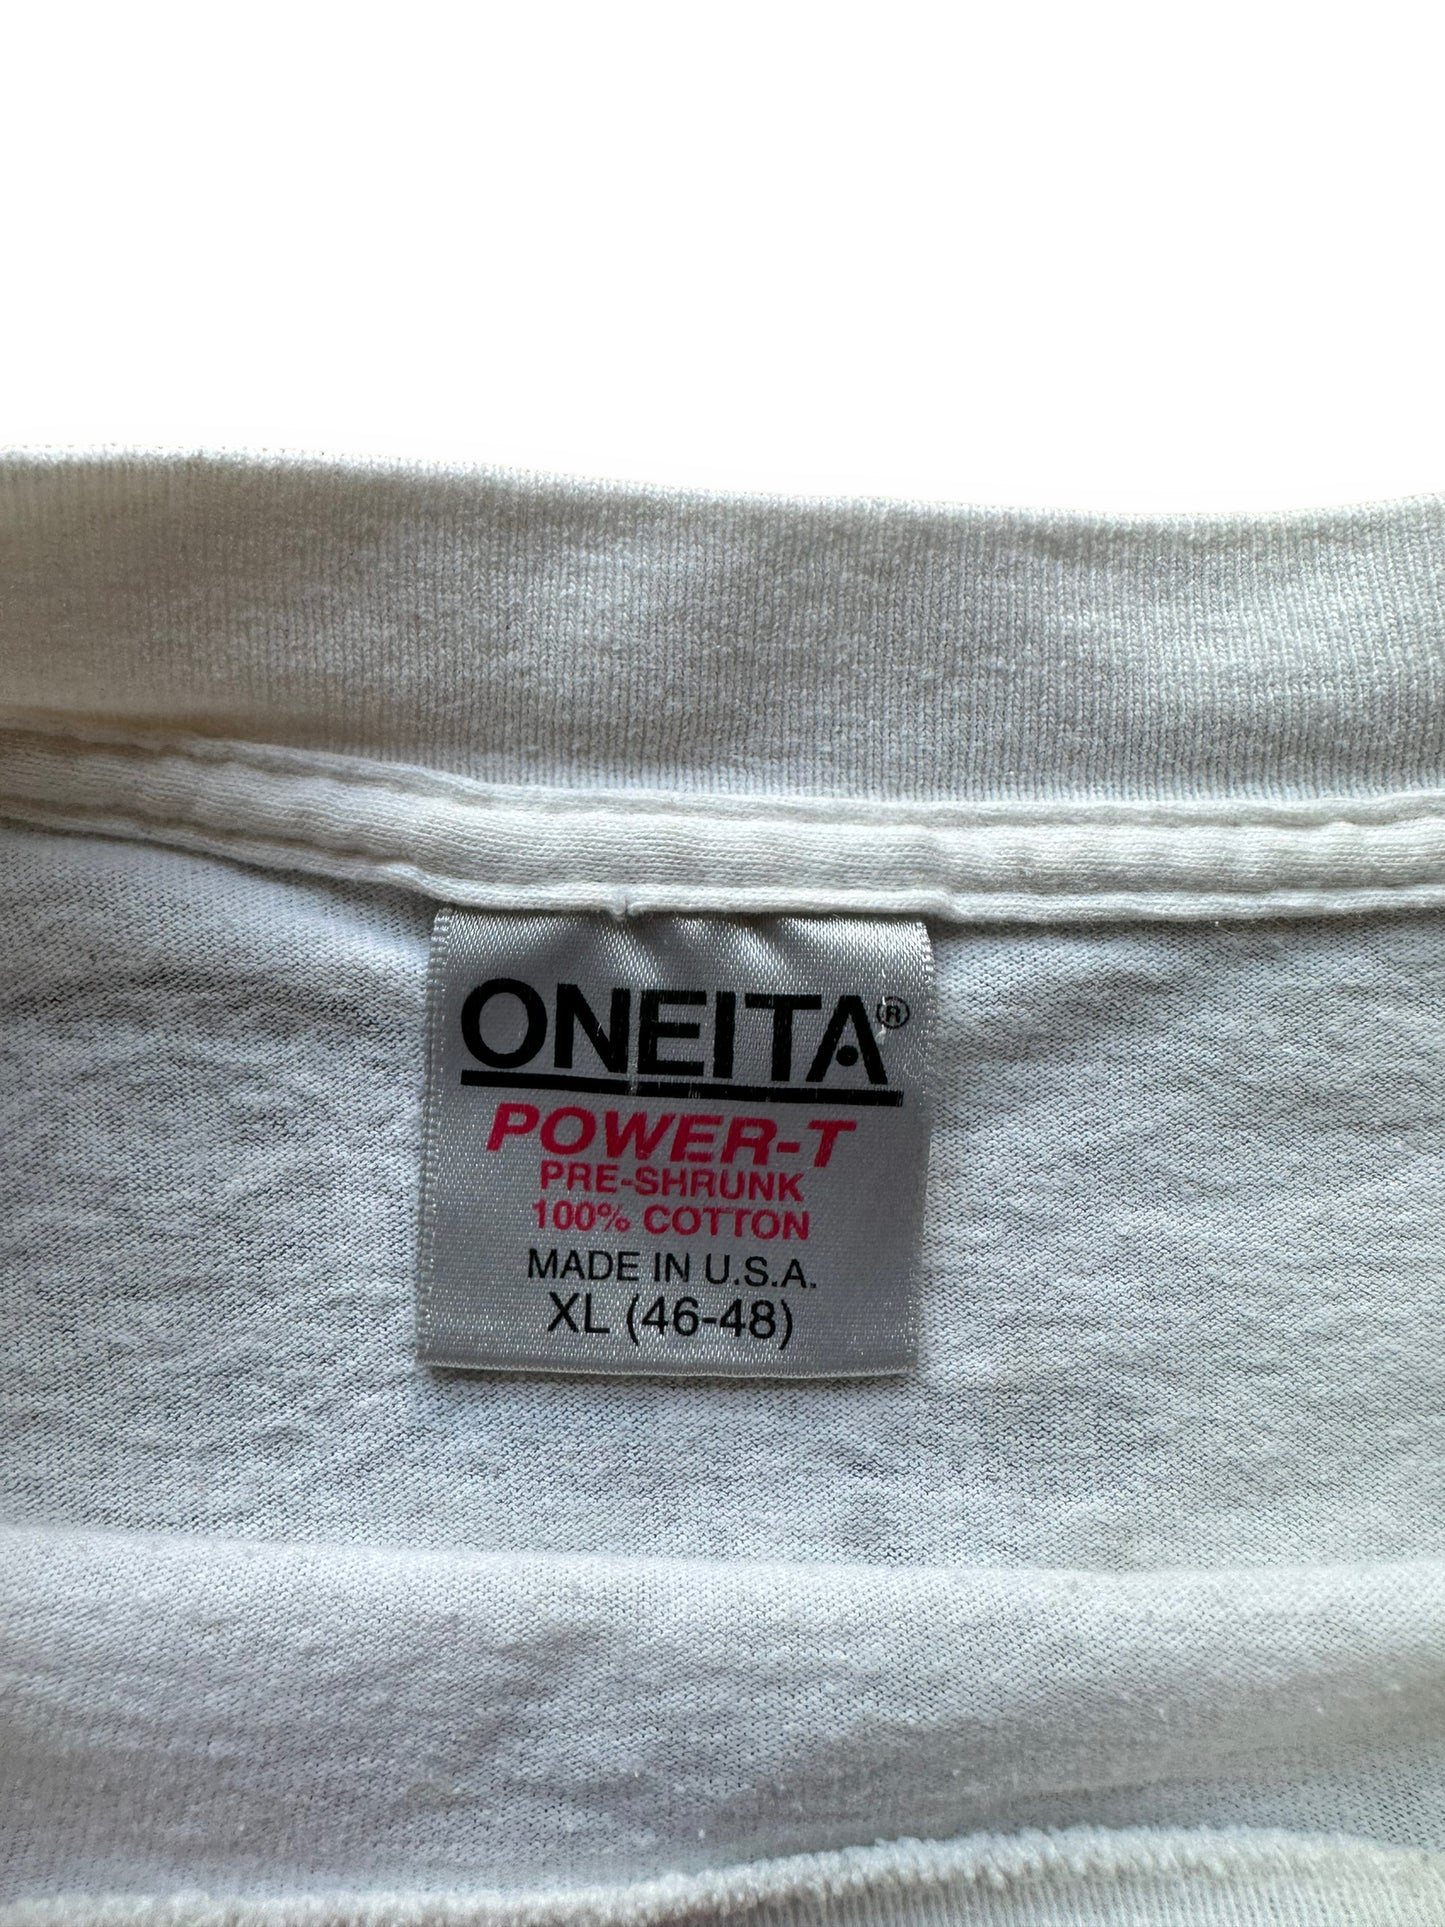 ONEITA®
POWER-T
PRE-SHRUNK
100% COTTON
MADE IN U.S.A.
XL (46-48)